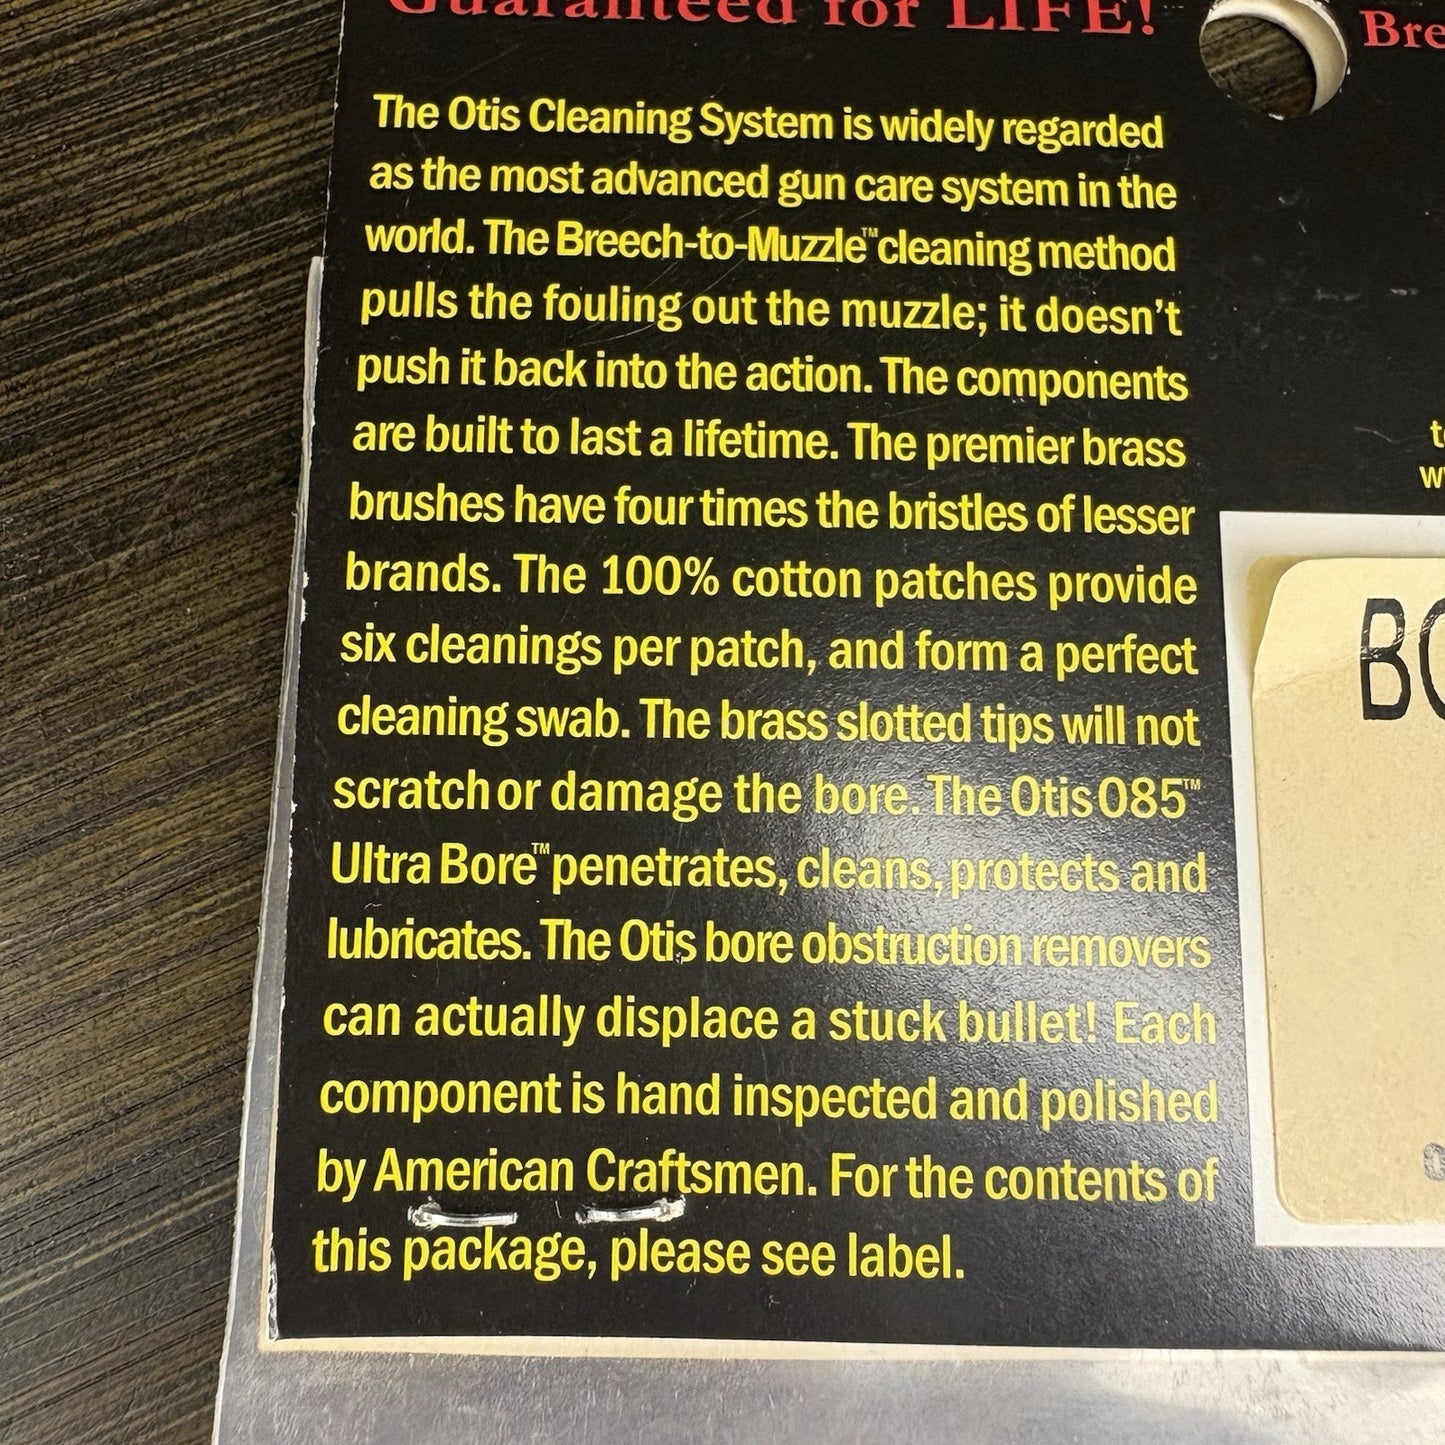 Guaranteed for LIFE!
The Otis Cleaning System is widely regarded
as the most advanced gun care system in the
world. The Breech-to-Muzzle™ cleaning method
pulls the fouling out the muzzle; it doesn't
push it back into the action. The components
are built to last a lifetime. The premier brass
brushes have four times the bristles of lesser
brands. The 100% cotton patches provide
six cleanings per patch, and form a perfect
cleaning swab. The brass slotted tips will not
scratch or damage the bore. The Otis 085™
Ultra Bore™ penetrates, cleans, protects and
lubricates. The Otis bore obstruction removers
can actually displace a stuck bullet! Each
component is hand inspected and polished
by American Craftsmen. For the contents of
this package, please see label.
Bre